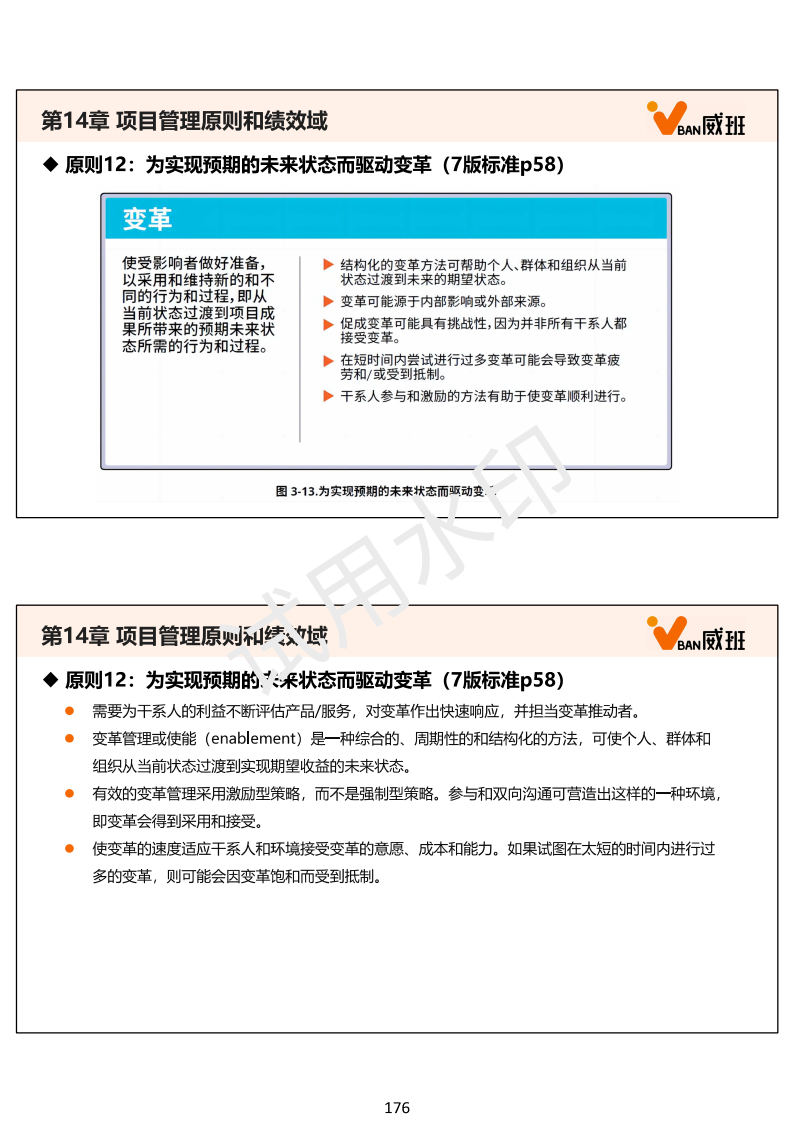 第14章 项目管理原则和绩效域
VBAN威班
◆ 原则12：为实现预期的未来状态而驱动变革（7版标准p58）
变革
使受影响者做好准备，
以采用和维持新的和不
同的行为和过程，即从
当前状态过渡到项目成
果所带来的预期未来状
态所需的行为和过程。
▶ 结构化的变革方法可帮助个人、群体和组织从当前
状态过渡到未来的期望状态。
▶ 变革可能源于内部影响或外部来源。
▶ 促成变革可能具有挑战性，因为并非所有干系人都
接受变革。
▶ 在短时间内尝试进行过多变革可能会导致变革疲
劳和/或受到抵制。
▶ 干系人参与和激励的方法有助于使变革顺利进行。
图 3-13.为实现预期的未来状态而驱动变
试用水印
第14章 项目管理原则和绩效域
VBAN威班
◆ 原则12：为实现预期的未来状态而驱动变革（7版标准p58）
● 需要为干系人的利益不断评估产品/服务，对变革作出快速响应，并担当变革推动者。
● 变革管理或使能（enablement）是一种综合的、周期性的和结构化的方法，可使个人、群体和
组织从当前状态过渡到实现期望收益的未来状态。
● 有效的变革管理采用激励型策略，而不是强制型策略。参与和双向沟通可营造出这样的一种环境，
即变革会得到采用和接受。
● 使变革的速度适应干系人和环境接受变革的意愿、成本和能力。如果试图在太短的时间内进行过
多的变革，则可能会因变革饱和而受到抵制。
176